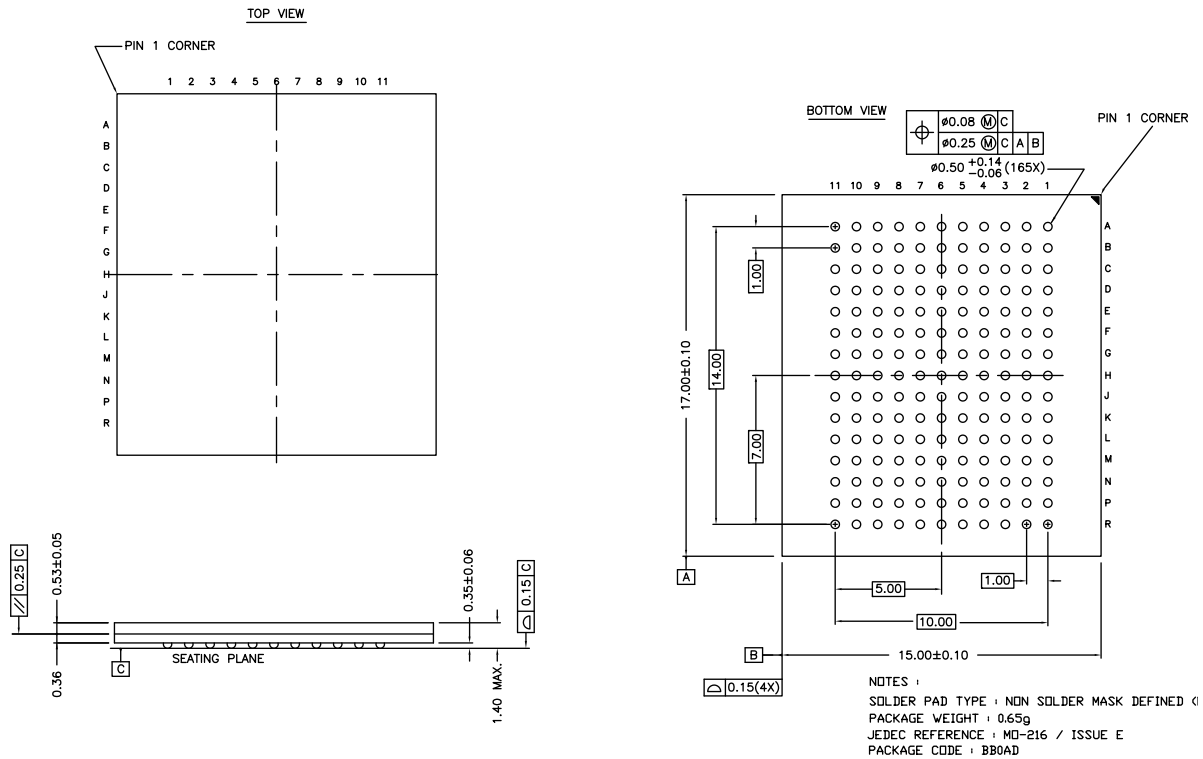 TOP VIEW
PIN 1 CORNER
1 2 3 4 5 6 7 8 9 10 11
A
B
C
D
E
F
G
H
J
K
L
M
N
P
R
BOTTOM VIEW
ø0.08 Ⓜ C
ø0.25 Ⓜ C A B
PIN 1 CORNER
ø0.50 +0.14 -0.06 (165X)
11 10 9 8 7 6 5 4 3 2 1
A
B
C
D
E
F
G
H
J
K
L
M
N
P
R
1.00
17.00±0.10
14.00
7.00
A
5.00
1.00
10.00
B
15.00±0.10
0.15(4X)
0.25 C
0.53±0.05
0.36
C
SEATING PLANE
0.35±0.06
1.40 MAX.
0.15 C
NOTES :
SOLDER PAD TYPE : NON SOLDER MASK DEFINED (
PACKAGE WEIGHT : 0.65g
JEDEC REFERENCE : MO-216 / ISSUE E
PACKAGE CODE : BB0AD